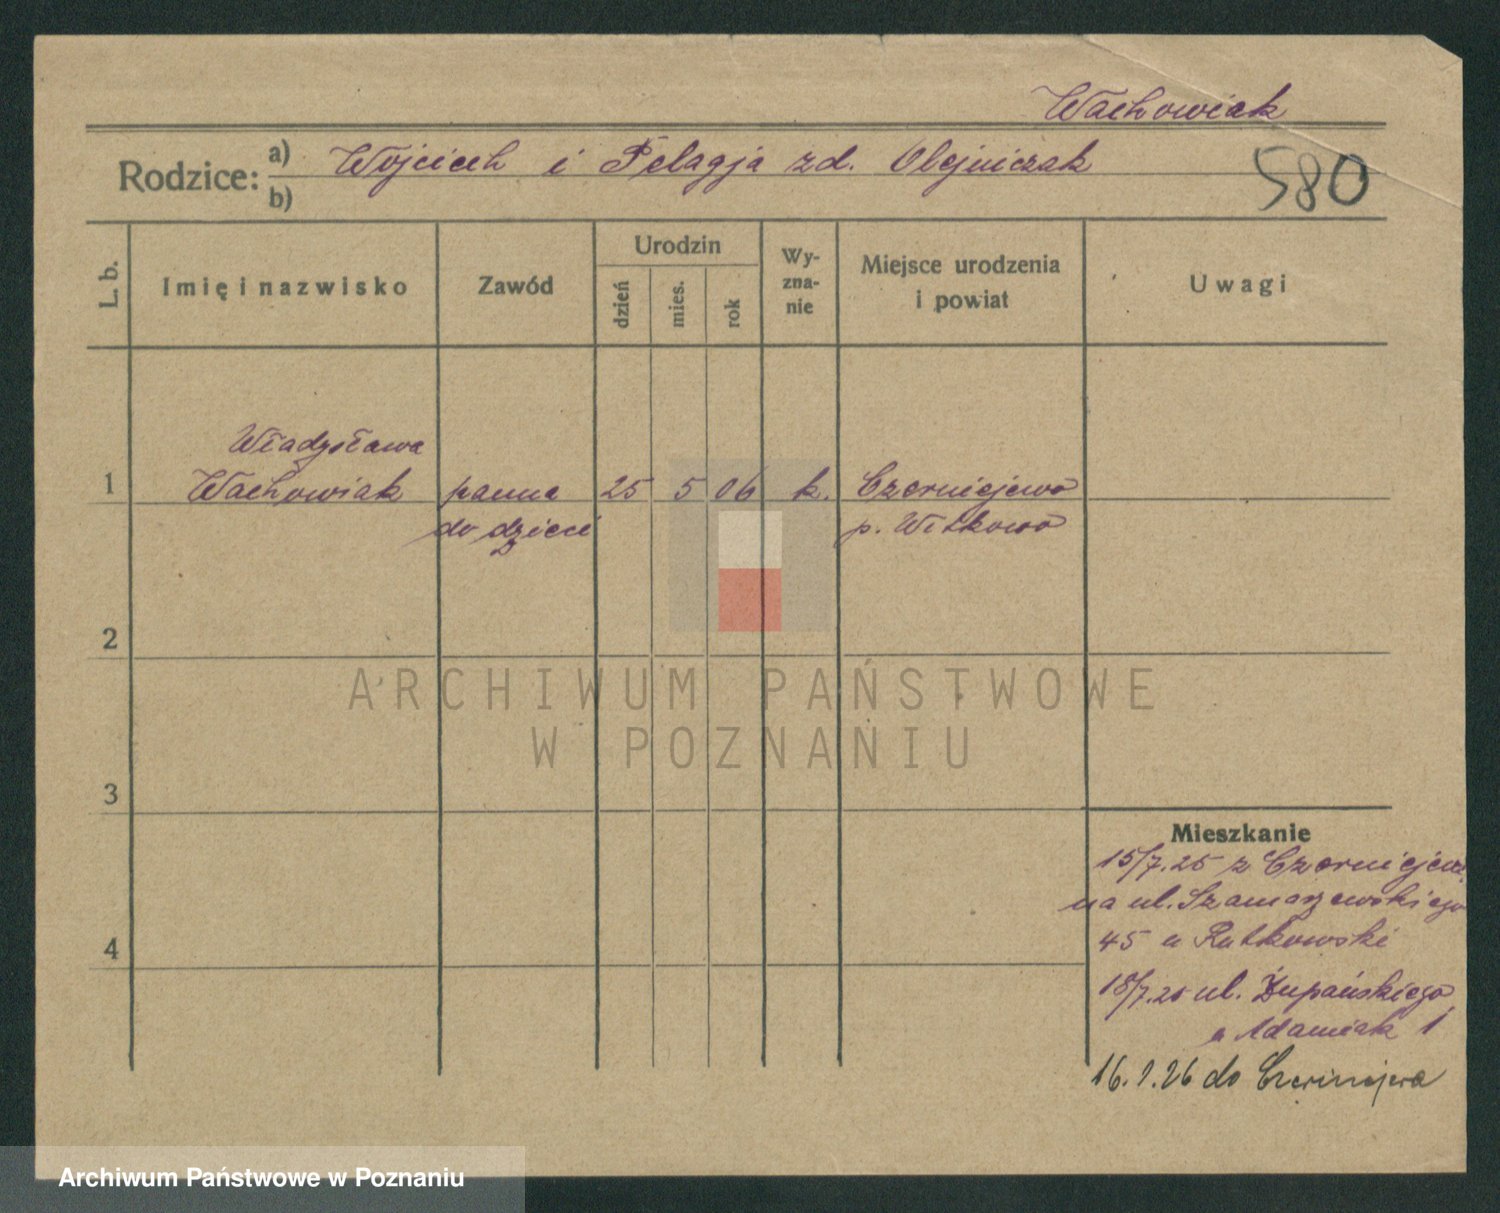 Wachowiak
Rodzice: a) Wojciech i Pelagja zd. Olejniczak
b)
580
L. b.
Imię i nazwisko
Zawód
Urodzin
dzień
mies.
rok
Wy-
zna-
nie
Miejsce urodzenia
i powiat
Uwagi
Władysława
1 Wachowiak panna 25 5 06 k. Czerniejewo
do dzieci p. Witkowo
2
ARCHIWUM PAŃSTWOWE
W POZNANIU
3
Mieszkanie
15/7.25 z Czerniejewa
na ul. Szamarzewskiego
45 u Rutkowski
4
18/7.25 ul. Żupańskiego
u Adamiak 1
16.1.26 do Czerniejewa
Archiwum Państwowe w Poznaniu